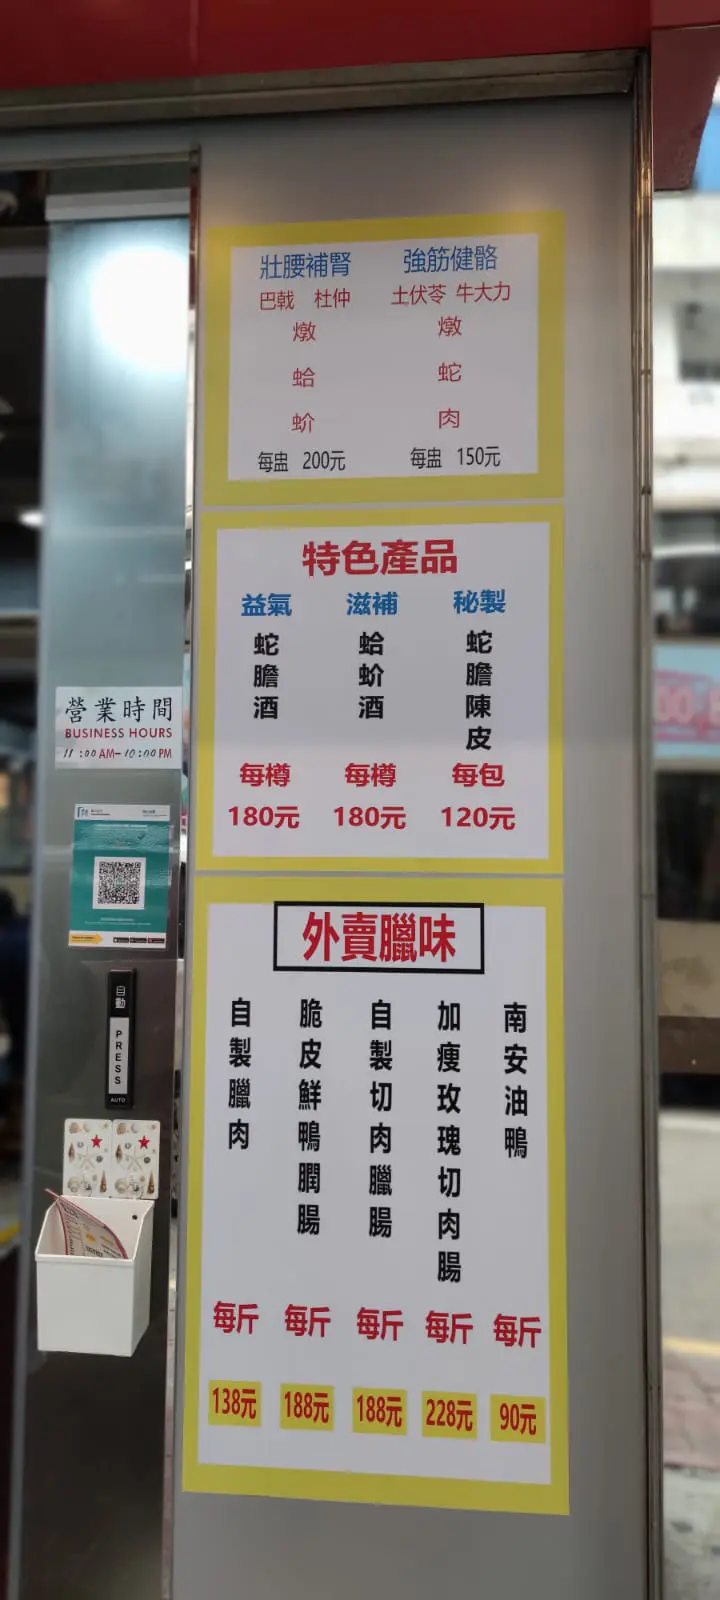 壯腰補腎
巴戟 杜仲
燉蛤蚧
每盅 200元
強筋健骼
土伏苓 牛大力
燉蛇肉
每盅 150元
特色產品
益氣
蛇膽酒
每樽
180元
滋補
蛤蚧酒
每樽
180元
秘製
蛇膽陳皮
每包
120元
外賣臘味
自製臘肉
每斤
138元
脆皮鮮鴨膶腸
每斤
188元
自製切肉臘腸
每斤
188元
加瘦玫瑰切肉腸
每斤
228元
南安油鴨
每斤
90元
營業時間
BUSINESS HOURS
11:00AM-10:00PM
自動
PRESS
AUTO